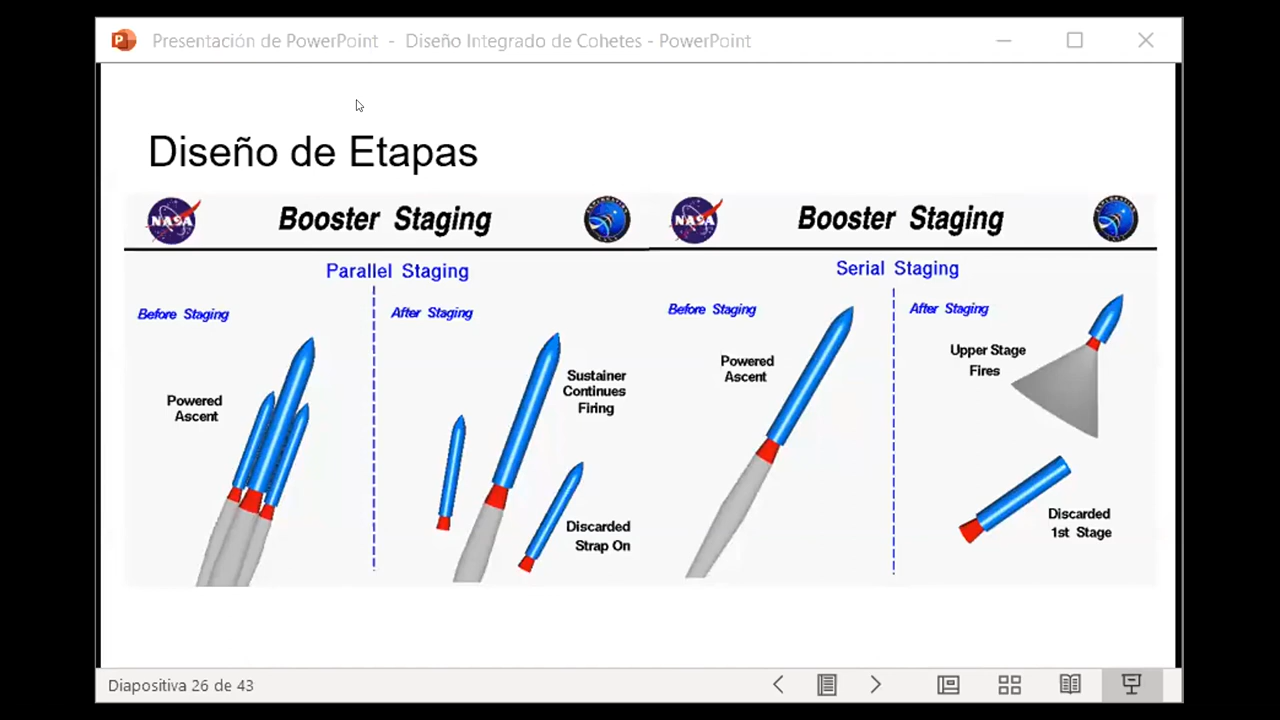 Presentación de PowerPoint - Diseño Integrado de Cohetes - PowerPoint
Diseño de Etapas
NASA
Booster Staging
Parallel Staging
Before Staging
After Staging
Powered
Ascent
Sustainer
Continues
Firing
Discarded
Strap On
NASA
Booster Staging
Serial Staging
Before Staging
After Staging
Powered
Ascent
Upper Stage
Fires
Discarded
1st Stage
Diapositiva 26 de 43